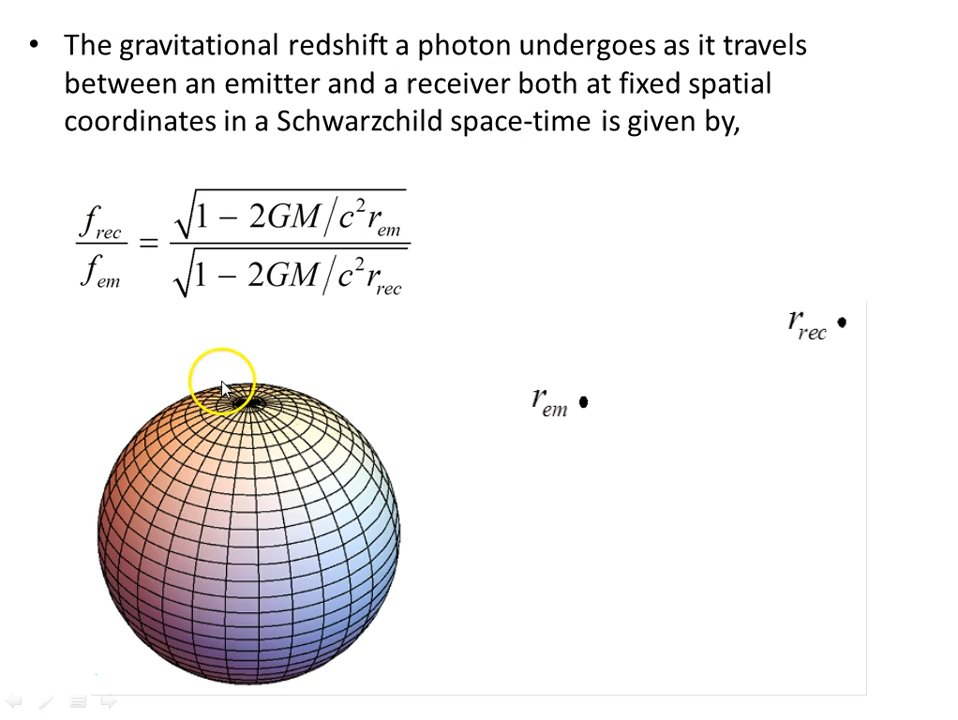 • The gravitational redshift a photon undergoes as it travels
between an emitter and a receiver both at fixed spatial
coordinates in a Schwarzchild space-time is given by,
f_rec / f_em = √(1 − 2GM/c²r_em) / √(1 − 2GM/c²r_rec)
r_rec
r_em